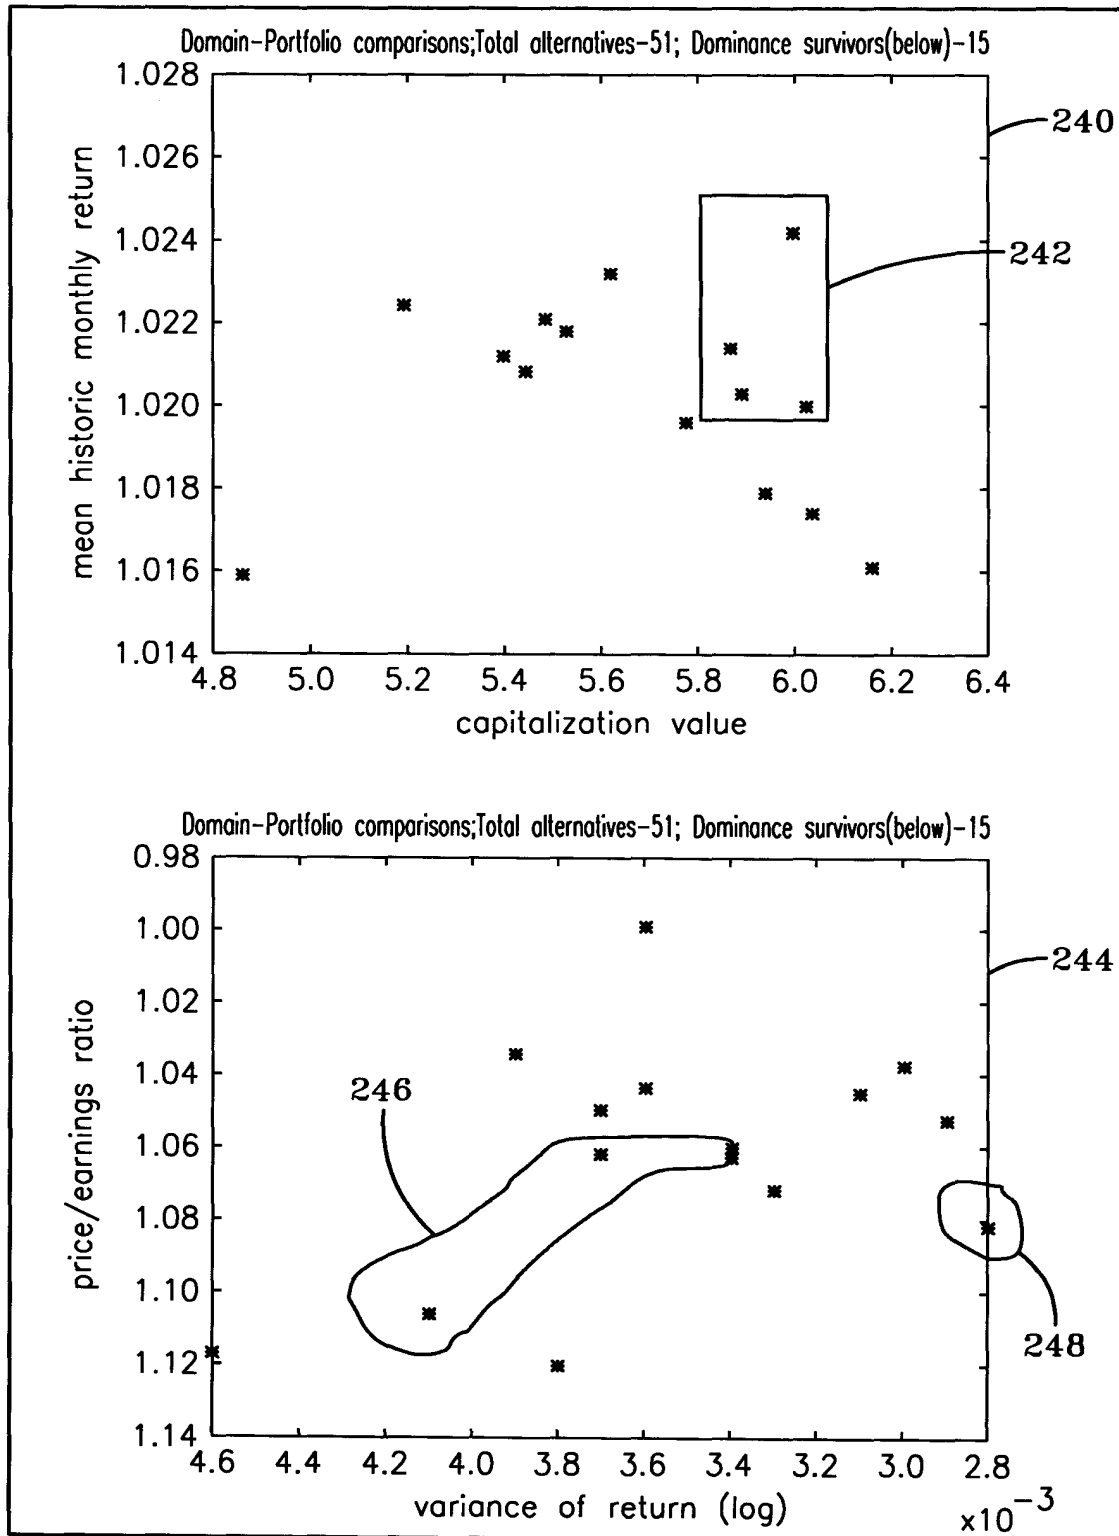 Domain-Portfolio comparisons;Total alternatives-51; Dominance survivors(below)-15
1.028
1.026
1.024
1.022
1.020
1.018
1.016
1.014
mean historic monthly return
4.8 5.0 5.2 5.4 5.6 5.8 6.0 6.2 6.4
capitalization value
240
242
Domain-Portfolio comparisons;Total alternatives-51; Dominance survivors(below)-15
0.98
1.00
1.02
1.04
1.06
1.08
1.10
1.12
1.14
price/earnings ratio
244
246
248
4.6 4.4 4.2 4.0 3.8 3.6 3.4 3.2 3.0 2.8
variance of return (log)
x10^-3